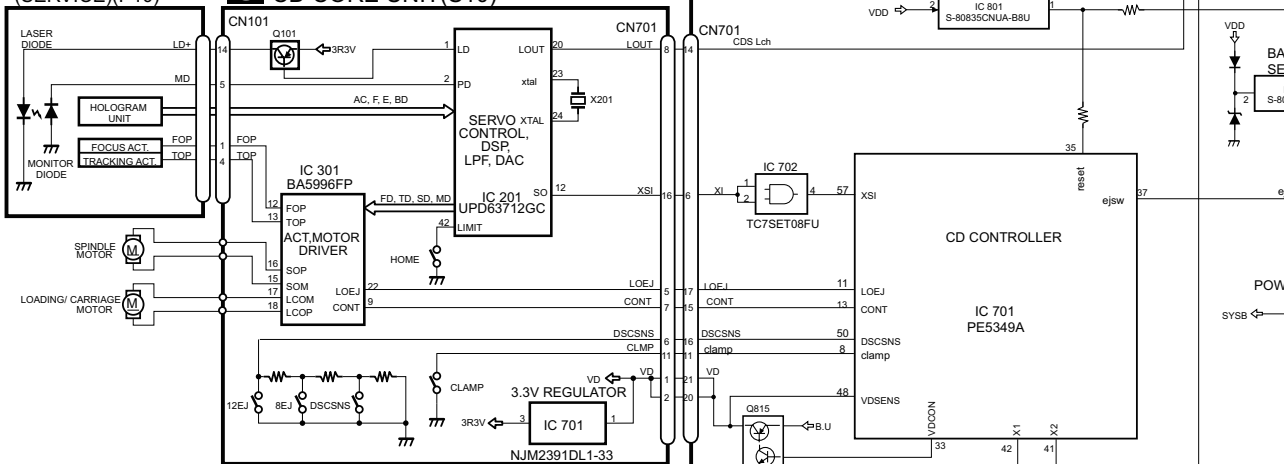 (SERVICE)(P10)
CD CORE UNIT(S10)
CN101
CN701
CN701
IC 801
S-80835CNUA-B8U
VDD
2
1
VDD
2
LASER
DIODE
LD+
14
Q101
3R3V
1
LD
LOUT
20
LOUT
8
14
CDS Lch
MD
5
2
PD
xtal
23
X201
HOLOGRAM
UNIT
AC, F, E, BD
XTAL
24
SERVO
CONTROL,
DSP,
LPF, DAC
FOCUS ACT.
TRACKING ACT.
FOP
TOP
1
4
FOP
TOP
MONITOR
DIODE
IC 301
BA5996FP
12
FOP
13
TOP
ACT,MOTOR
DRIVER
FD, TD, SD, MD
IC 201
UPD63712GC
SO
12
XSI
16
6
XI
1
2
IC 702
4
TC7SET08FU
57
XSI
35
reset
37
ejsw
42
LIMIT
HOME
CD CONTROLLER
IC 701
PE5349A
SPINDLE
MOTOR
M
16
SOP
15
SOM
LOADING/ CARRIAGE
MOTOR
M
17
LCOM
18
LCOP
LOEJ
22
5
17
LOEJ
11
LOEJ
CONT
9
7
15
CONT
13
CONT
POW
SYSB
DSCSNS
6
16
DSCSNS
50
DSCSNS
CLMP
11
11
clamp
8
clamp
12EJ
8EJ
DSCSNS
CLAMP
VD
VD
1
21
VD
2
20
3.3V REGULATOR
3R3V
3
IC 701
1
NJM2391DL1-33
Q815
B.U
48
VDSENS
VDCON
33
X1
42
X2
41